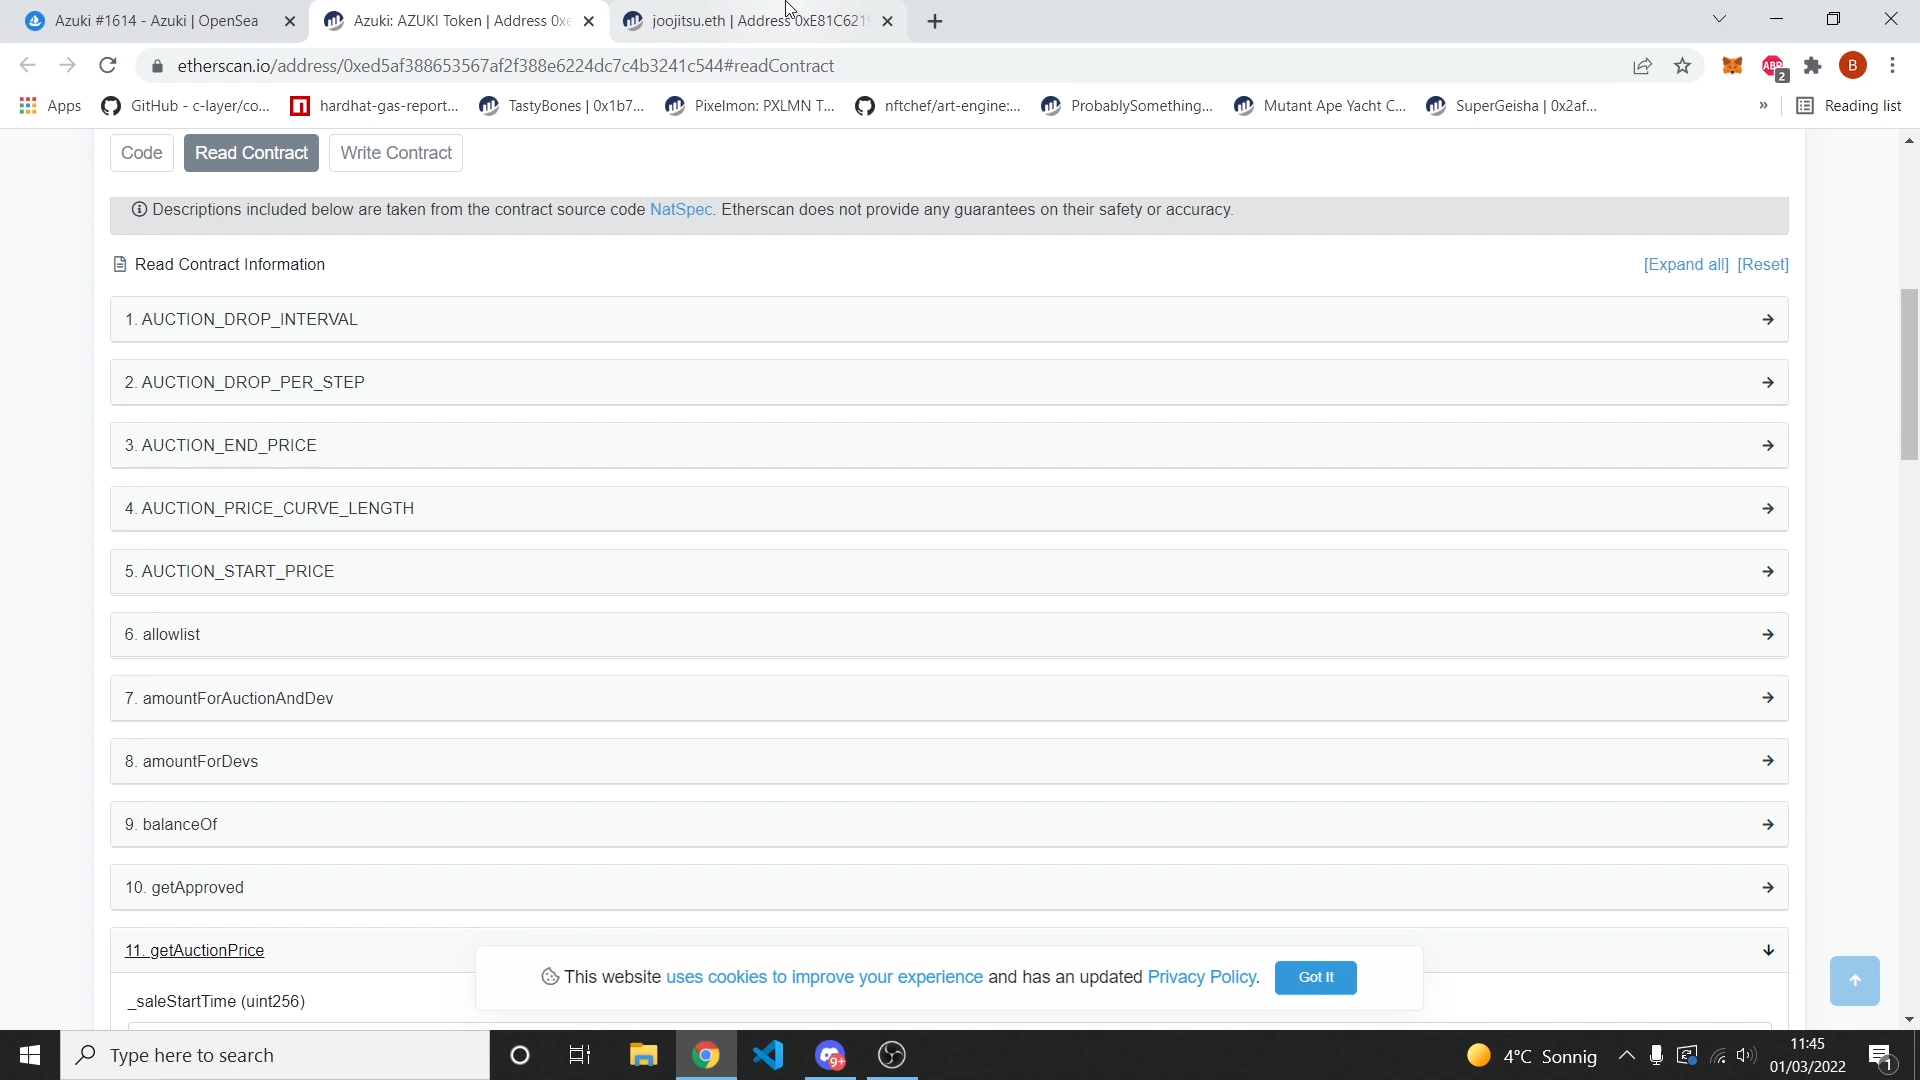 Azuki #1614 - Azuki | OpenSea
Azuki: AZUKI Token | Address 0xe
joojitsu.eth | Address 0xE81C6219
etherscan.io/address/0xed5af388653567af2f388e6224dc7c4b3241c544#readContract
ABP
2
B
Apps
GitHub - c-layer/co...
hardhat-gas-report...
TastyBones | 0x1b7...
Pixelmon: PXLMN T...
nftchef/art-engine:...
ProbablySomething...
Mutant Ape Yacht C...
SuperGeisha | 0x2af...
»
Reading list
Code
Read Contract
Write Contract
Descriptions included below are taken from the contract source code NatSpec. Etherscan does not provide any guarantees on their safety or accuracy.
Read Contract Information
[Expand all] [Reset]
1. AUCTION_DROP_INTERVAL
2. AUCTION_DROP_PER_STEP
3. AUCTION_END_PRICE
4. AUCTION_PRICE_CURVE_LENGTH
5. AUCTION_START_PRICE
6. allowlist
7. amountForAuctionAndDev
8. amountForDevs
9. balanceOf
10. getApproved
11. getAuctionPrice
This website uses cookies to improve your experience and has an updated Privacy Policy.
Got It
_saleStartTime (uint256)
Type here to search
9+
4°C Sonnig
11:45
01/03/2022
1